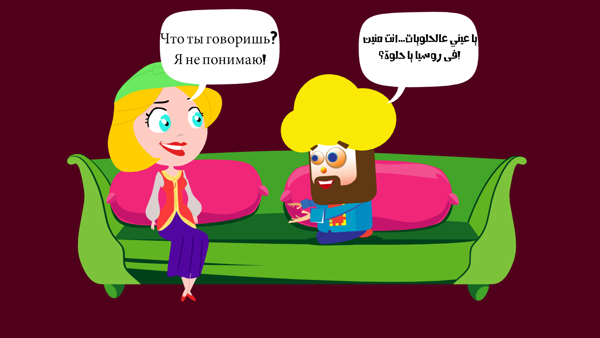 Что ты говоришь?
Я не понимаю!
يا عيني عالحلويات...انت منين
في روسيا يا حلوة؟!